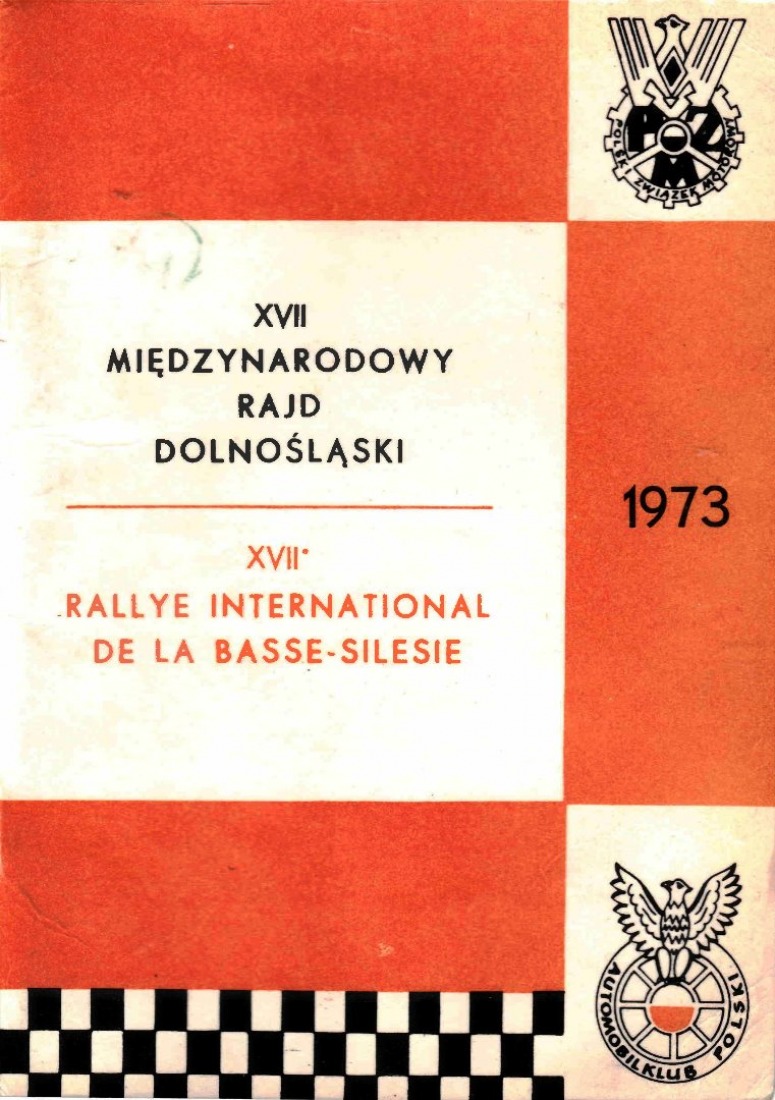 PZM
POLSKI ZWIĄZEK MOTOROWY
XVII
MIĘDZYNARODOWY
RAJD
DOLNOŚLĄSKI
1973
XVII•
RALLYE INTERNATIONAL
DE LA BASSE-SILESIE
AUTOMOBILKLUB POLSKI